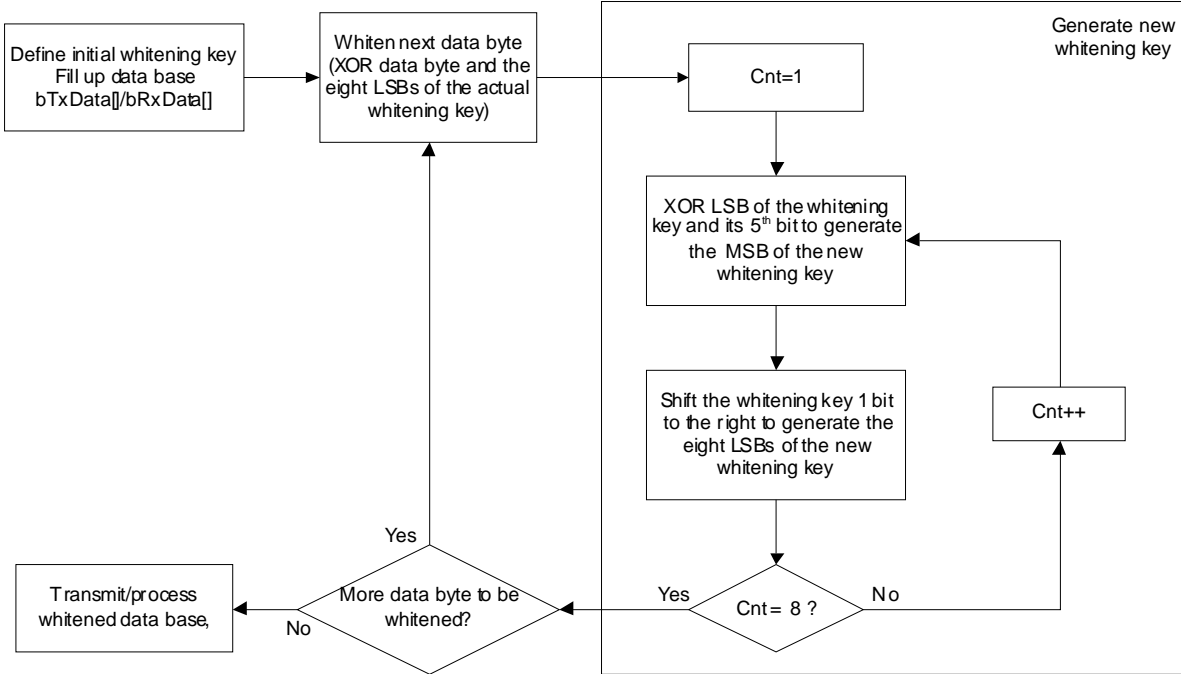 Define initial whitening key
Fill up data base
bTxData[]/bRxData[]
Whiten next data byte
(XOR data byte and the
eight LSBs of the actual
whitening key)
Generate new
whitening key
Cnt=1
XOR LSB of the whitening
key and its 5th bit to generate
the MSB of the new
whitening key
Shift the whitening key 1 bit
to the right to generate the
eight LSBs of the new
whitening key
Cnt++
Yes
Transmit/process
whitened data base,
No
More data byte to be
whitened?
Yes
Cnt= 8 ?
No